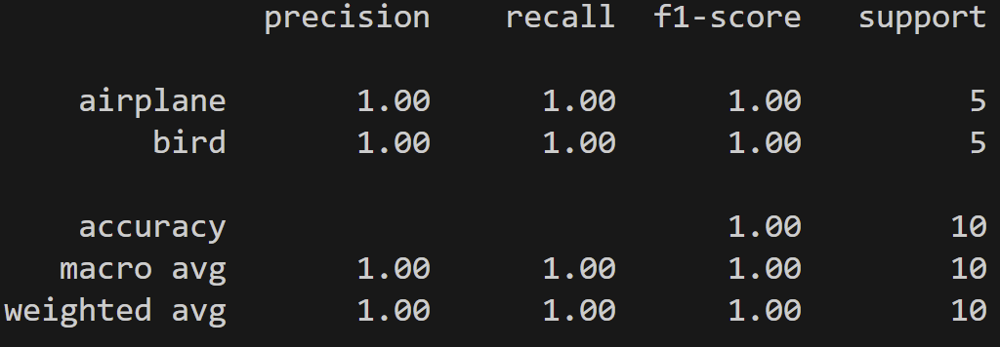 precision recall f1-score support
airplane 1.00 1.00 1.00 5
bird 1.00 1.00 1.00 5
accuracy 1.00 10
macro avg 1.00 1.00 1.00 10
weighted avg 1.00 1.00 1.00 10